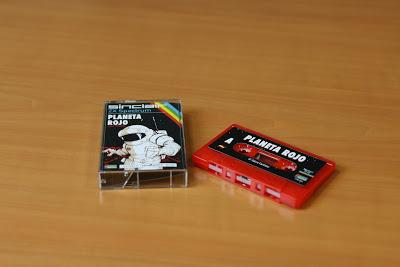 sinclair
ZX Spectrum
PLANETA
ROJO
PLANETA ROJO
A